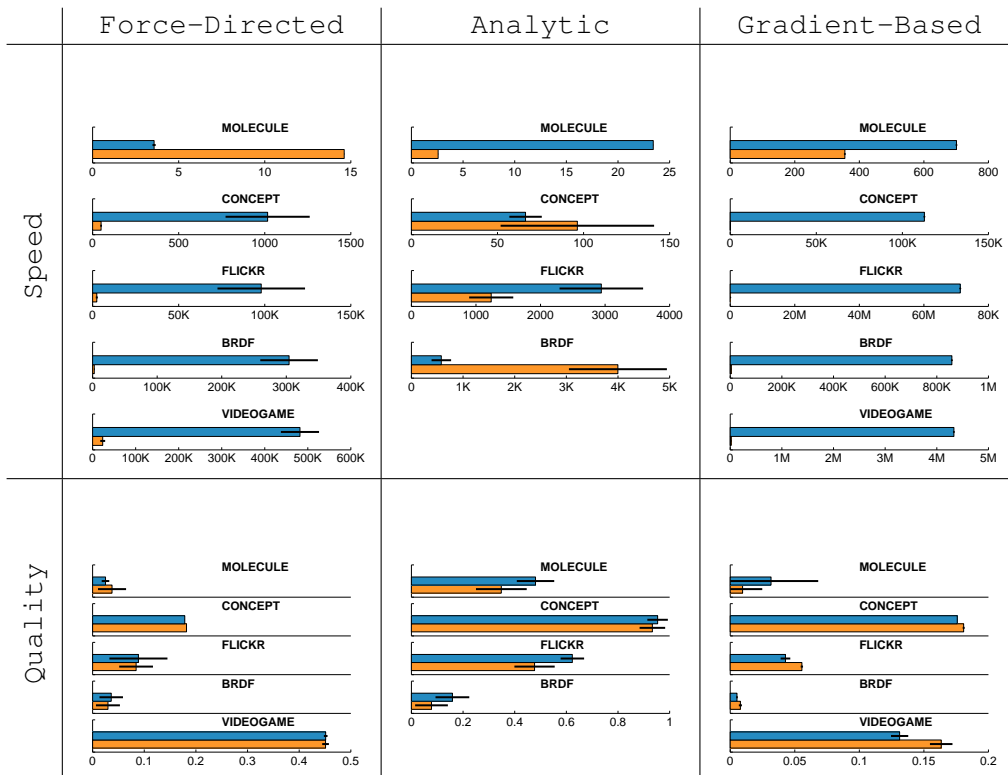 Force-Directed Analytic Gradient-Based
Speed
MOLECULE MOLECULE MOLECULE
0 5 10 15 0 5 10 15 20 25 0 200 400 600 800
CONCEPT CONCEPT CONCEPT
0 500 1000 1500 0 50 100 150 0 50K 100K 150K
FLICKR FLICKR FLICKR
0 50K 100K 150K 0 1000 2000 3000 4000 0 20M 40M 60M 80K
BRDF BRDF BRDF
0 100K 200K 300K 400K 0 1K 2K 3K 4K 5K 0 200K 400K 600K 800K 1M
VIDEOGAME VIDEOGAME
0 100K 200K 300K 400K 500K 600K 0 1M 2M 3M 4M 5M
Quality
MOLECULE MOLECULE MOLECULE
CONCEPT CONCEPT CONCEPT
FLICKR FLICKR FLICKR
BRDF BRDF BRDF
0 0.2 0.4 0.6 0.8 1
VIDEOGAME VIDEOGAME
0 0.1 0.2 0.3 0.4 0.5 0 0.05 0.1 0.15 0.2